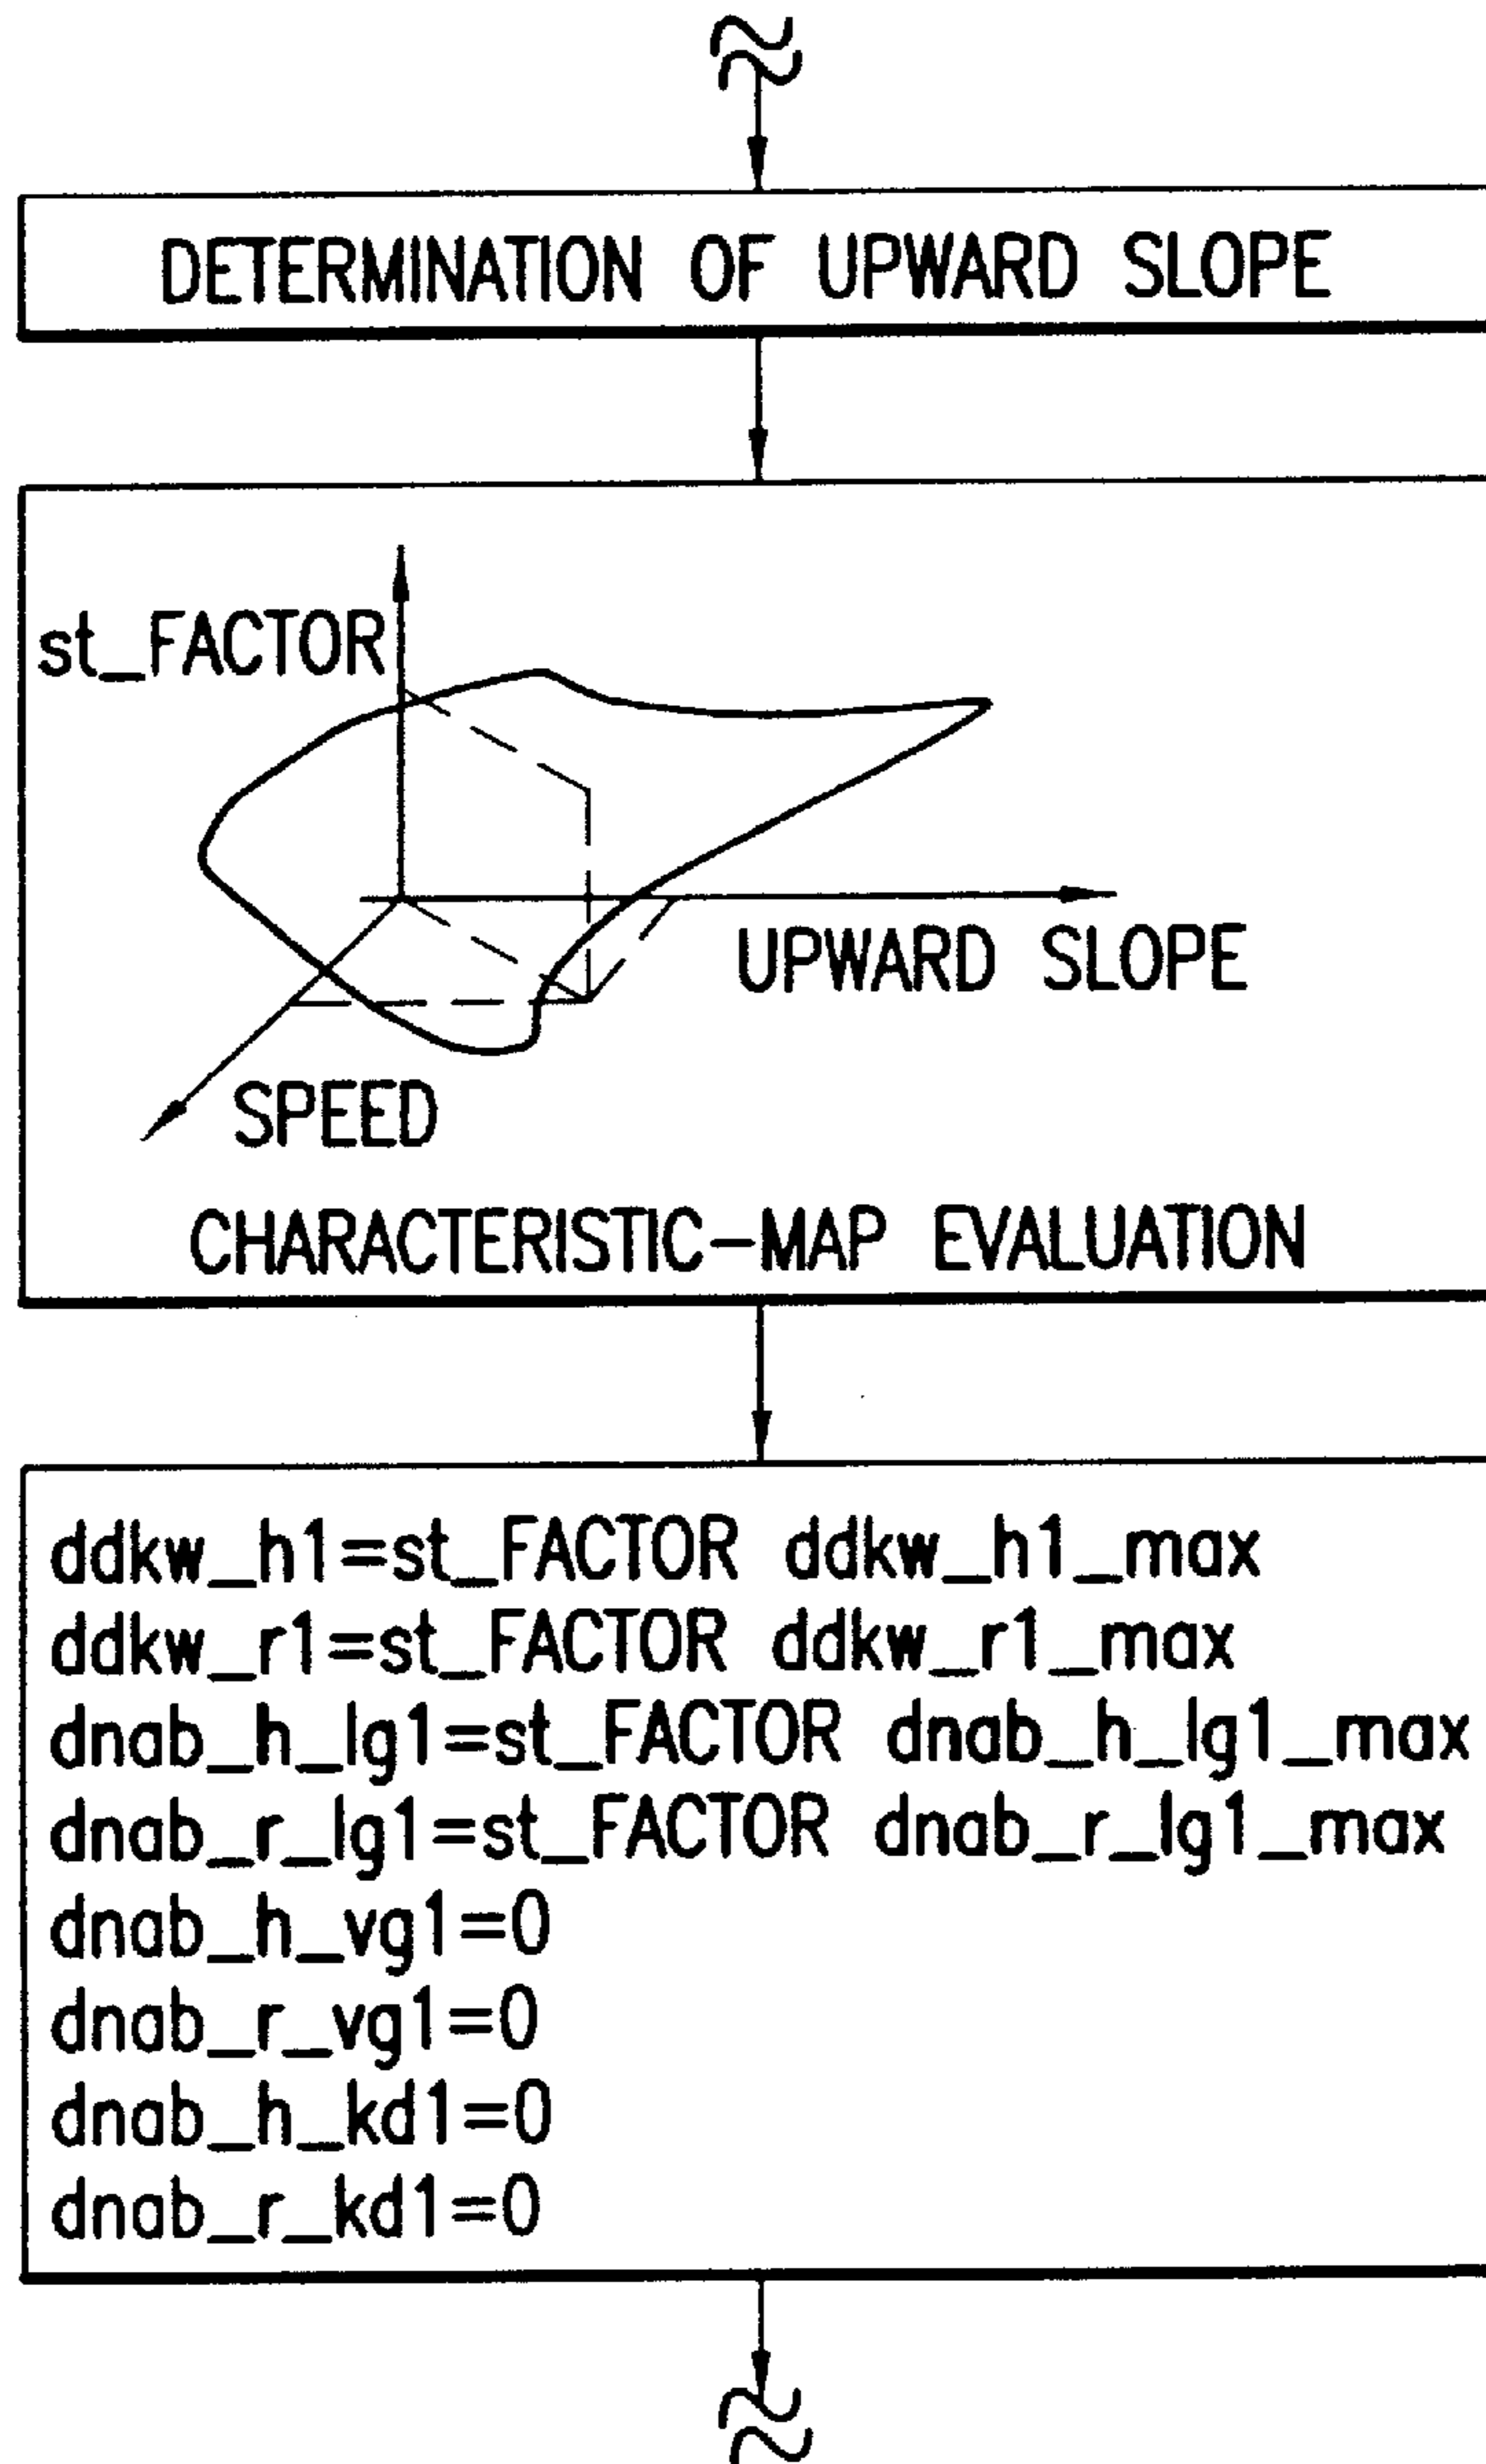 DETERMINATION OF UPWARD SLOPE
st_FACTOR
UPWARD SLOPE
SPEED
CHARACTERISTIC-MAP EVALUATION
ddkw_h1=st_FACTOR ddkw_h1_max
ddkw_r1=st_FACTOR ddkw_r1_max
dnab_h_lg1=st_FACTOR dnab_h_lg1_max
dnab_r_lg1=st_FACTOR dnab_r_lg1_max
dnab_h_vg1=0
dnab_r_vg1=0
dnab_h_kd1=0
dnab_r_kd1=0